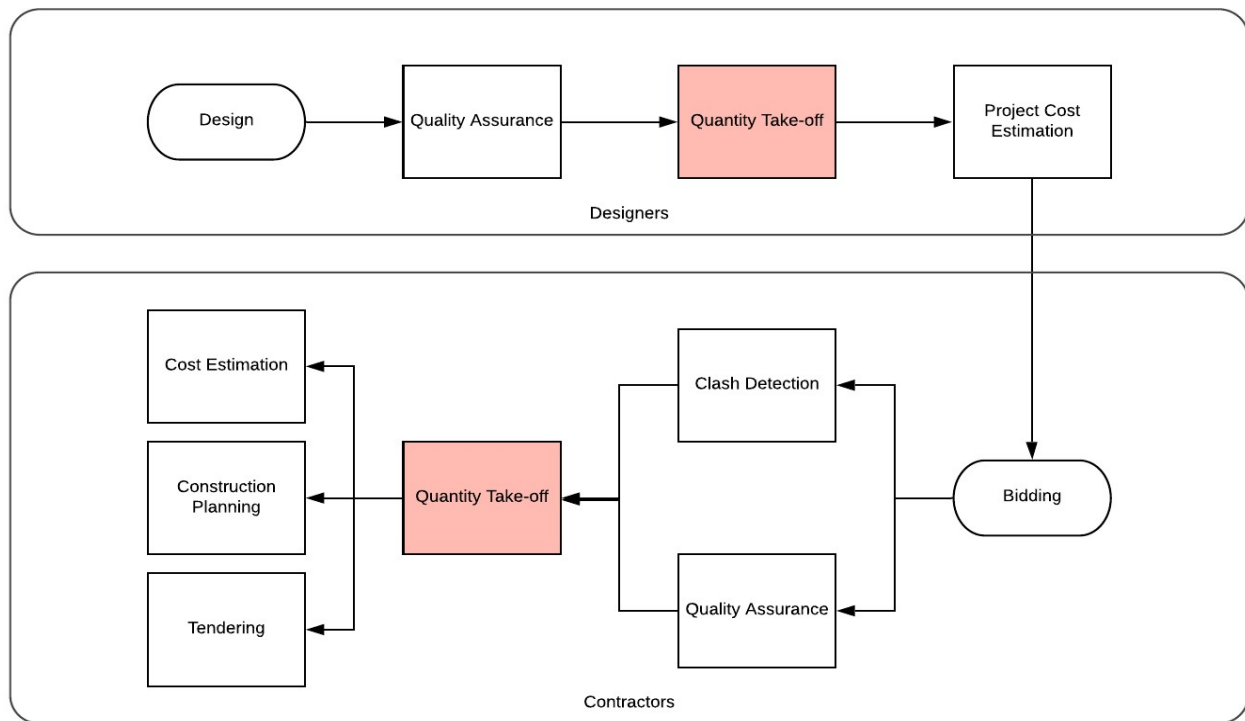 Design
Quality Assurance
Quantity Take-off
Project Cost
Estimation
Designers
Cost Estimation
Clash Detection
Construction
Planning
Quantity Take-off
Bidding
Tendering
Quality Assurance
Contractors